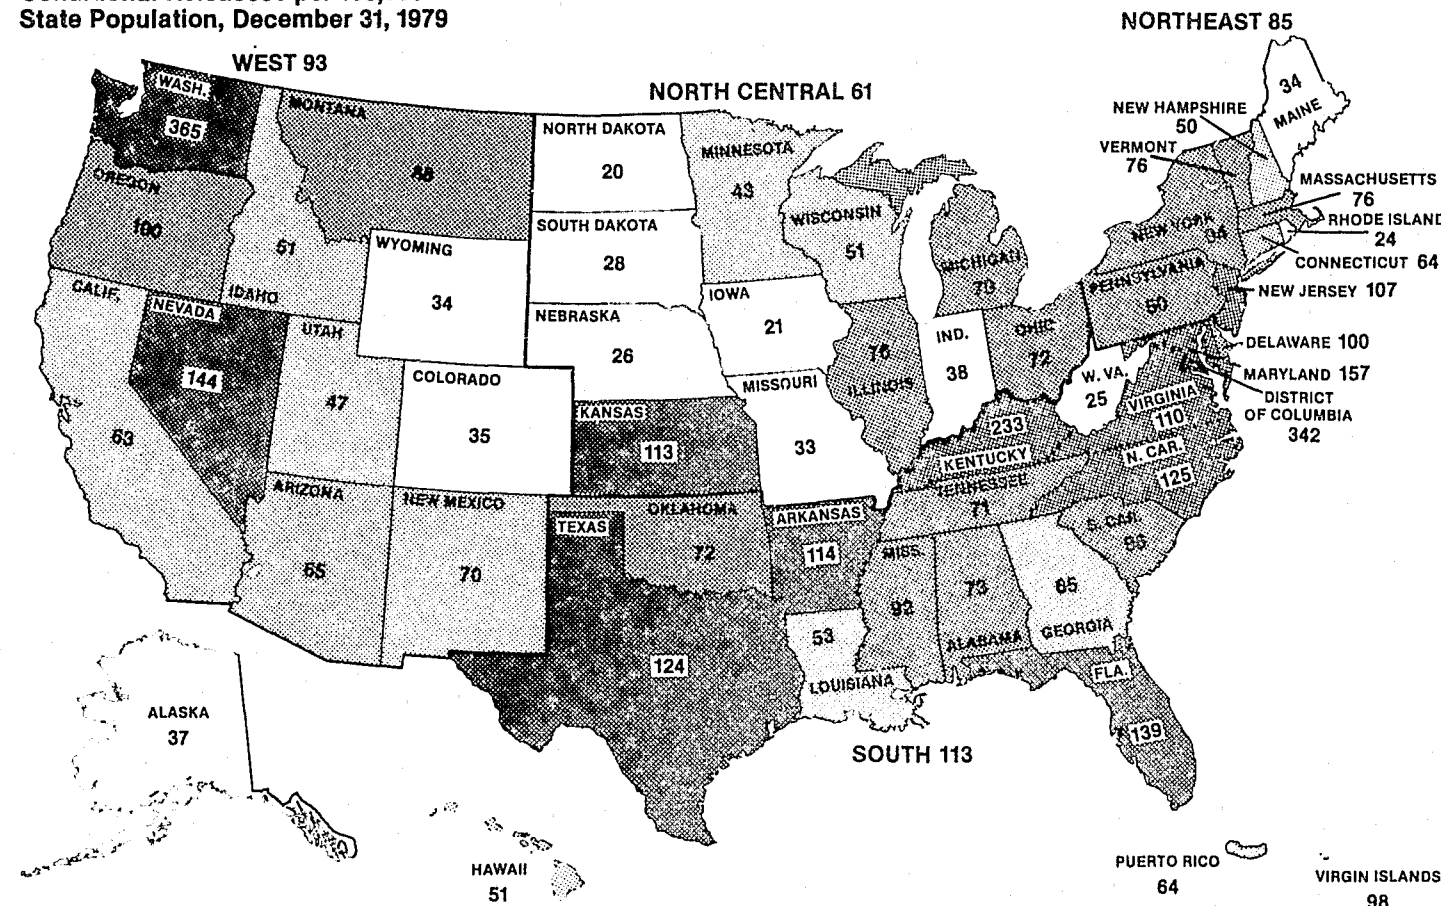 State Population, December 31, 1979
NORTHEAST 85
WEST 93
NORTH CENTRAL 61
WASH.
365
MONTANA
88
OREGON
100
IDAHO
WYOMING
34
NORTH DAKOTA
20
SOUTH DAKOTA
28
MINNESOTA
43
WISCONSIN
51
MICHIGAN
34
MAINE
NEW HAMPSHIRE
50
VERMONT
76
MASSACHUSETTS
76
RHODE ISLAND
24
CONNECTICUT 64
NEW YORK
94
PENNSYLVANIA
NEW JERSEY 107
DELAWARE 100
MARYLAND 157
DISTRICT
OF COLUMBIA
342
CALIF.
63
NEVADA
144
UTAH
47
COLORADO
35
NEBRASKA
26
IOWA
21
ILLINOIS
IND.
38
OHIO
72
W. VA.
25
VIRGINIA
110
KANSAS
113
MISSOURI
33
233
KENTUCKY
N. CAR.
125
TENNESSEE
71
S. CAR.
ARIZONA
65
NEW MEXICO
70
TEXAS
124
OKLAHOMA
72
ARKANSAS
114
MISS.
92
73
ALABAMA
65
GEORGIA
53
LOUISIANA
FLA.
139
SOUTH 113
ALASKA
37
HAWAII
51
PUERTO RICO
64
VIRGIN ISLANDS
98